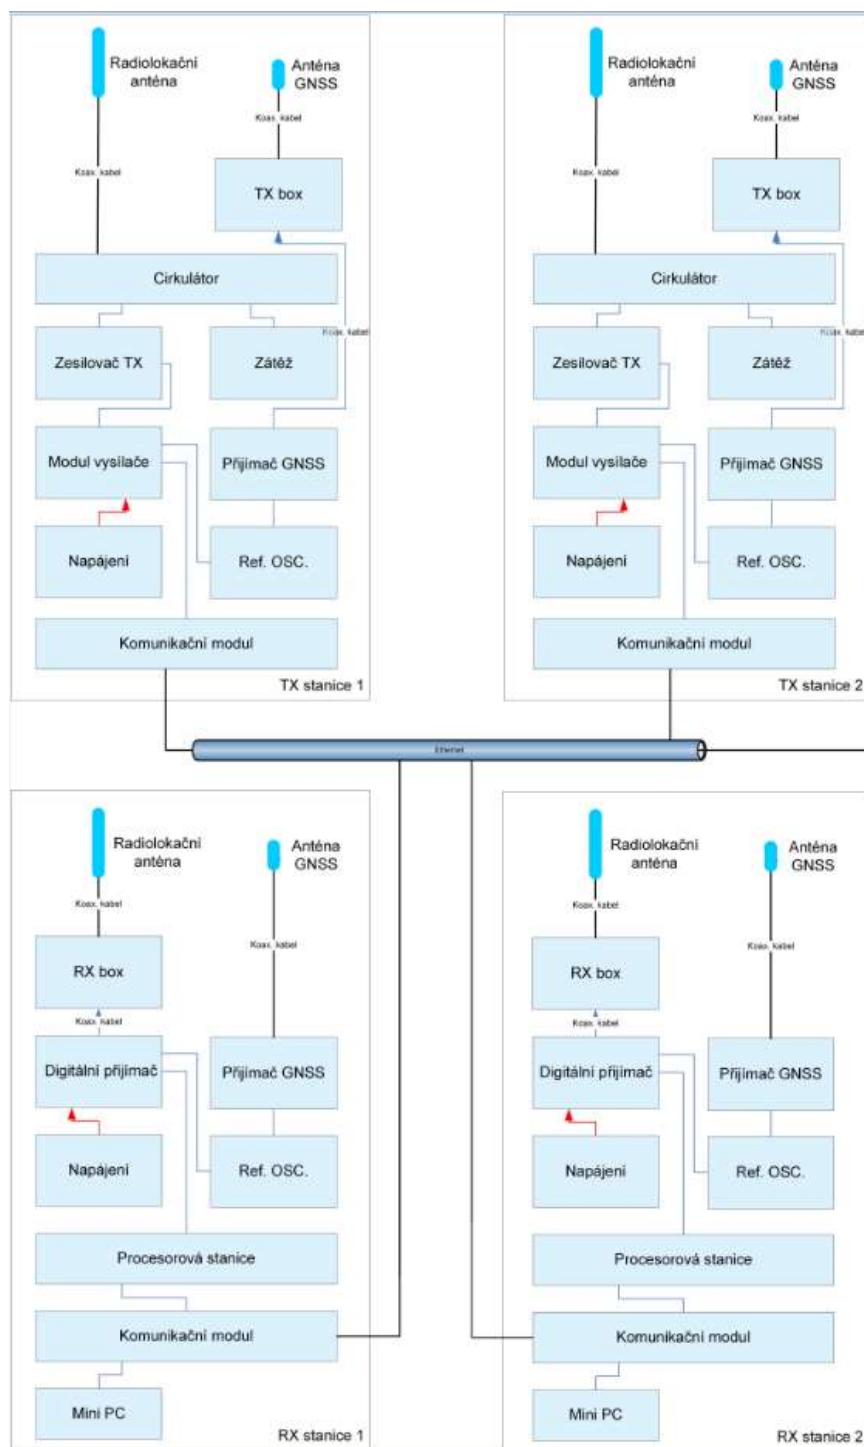 Radiolokační
anténa
Anténa
GNSS
Koax. kabel
Koax. kabel
TX box
Cirkulátor
Koax. kabel
Zesilovač TX
Zátěž
Modul vysílače
Přijímač GNSS
Napájení
Ref. OSC.
Komunikační modul
TX stanice 1
Radiolokační
anténa
Anténa
GNSS
Koax. kabel
Koax. kabel
TX box
Cirkulátor
Koax. kabel
Zesilovač TX
Zátěž
Modul vysílače
Přijímač GNSS
Napájení
Ref. OSC.
Komunikační modul
TX stanice 2
Ethernet
Radiolokační
anténa
Anténa
GNSS
Koax. kabel
Koax. kabel
RX box
Koax. kabel
Digitální přijímač
Přijímač GNSS
Napájení
Ref. OSC.
Procesorová stanice
Komunikační modul
Mini PC
RX stanice 1
Radiolokační
anténa
Anténa
GNSS
Koax. kabel
Koax. kabel
RX box
Koax. kabel
Digitální přijímač
Přijímač GNSS
Napájení
Ref. OSC.
Procesorová stanice
Komunikační modul
Mini PC
RX stanice 2